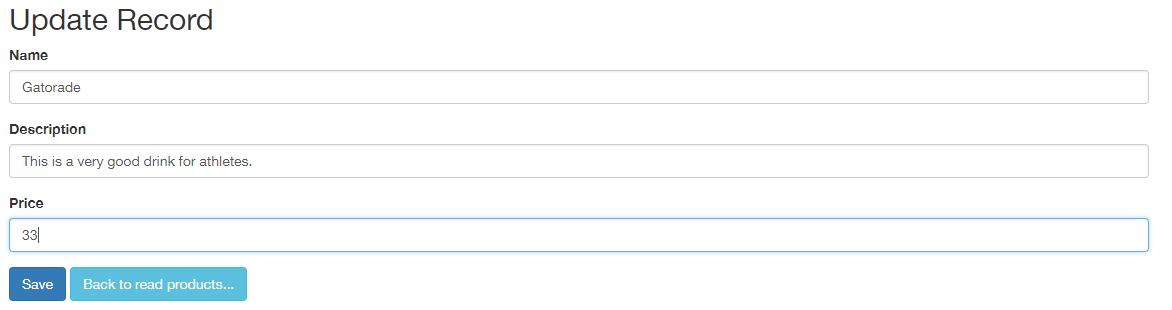 Update Record
Name
Gatorade
Description
This is a very good drink for athletes.
Price
33
Save Back to read products...